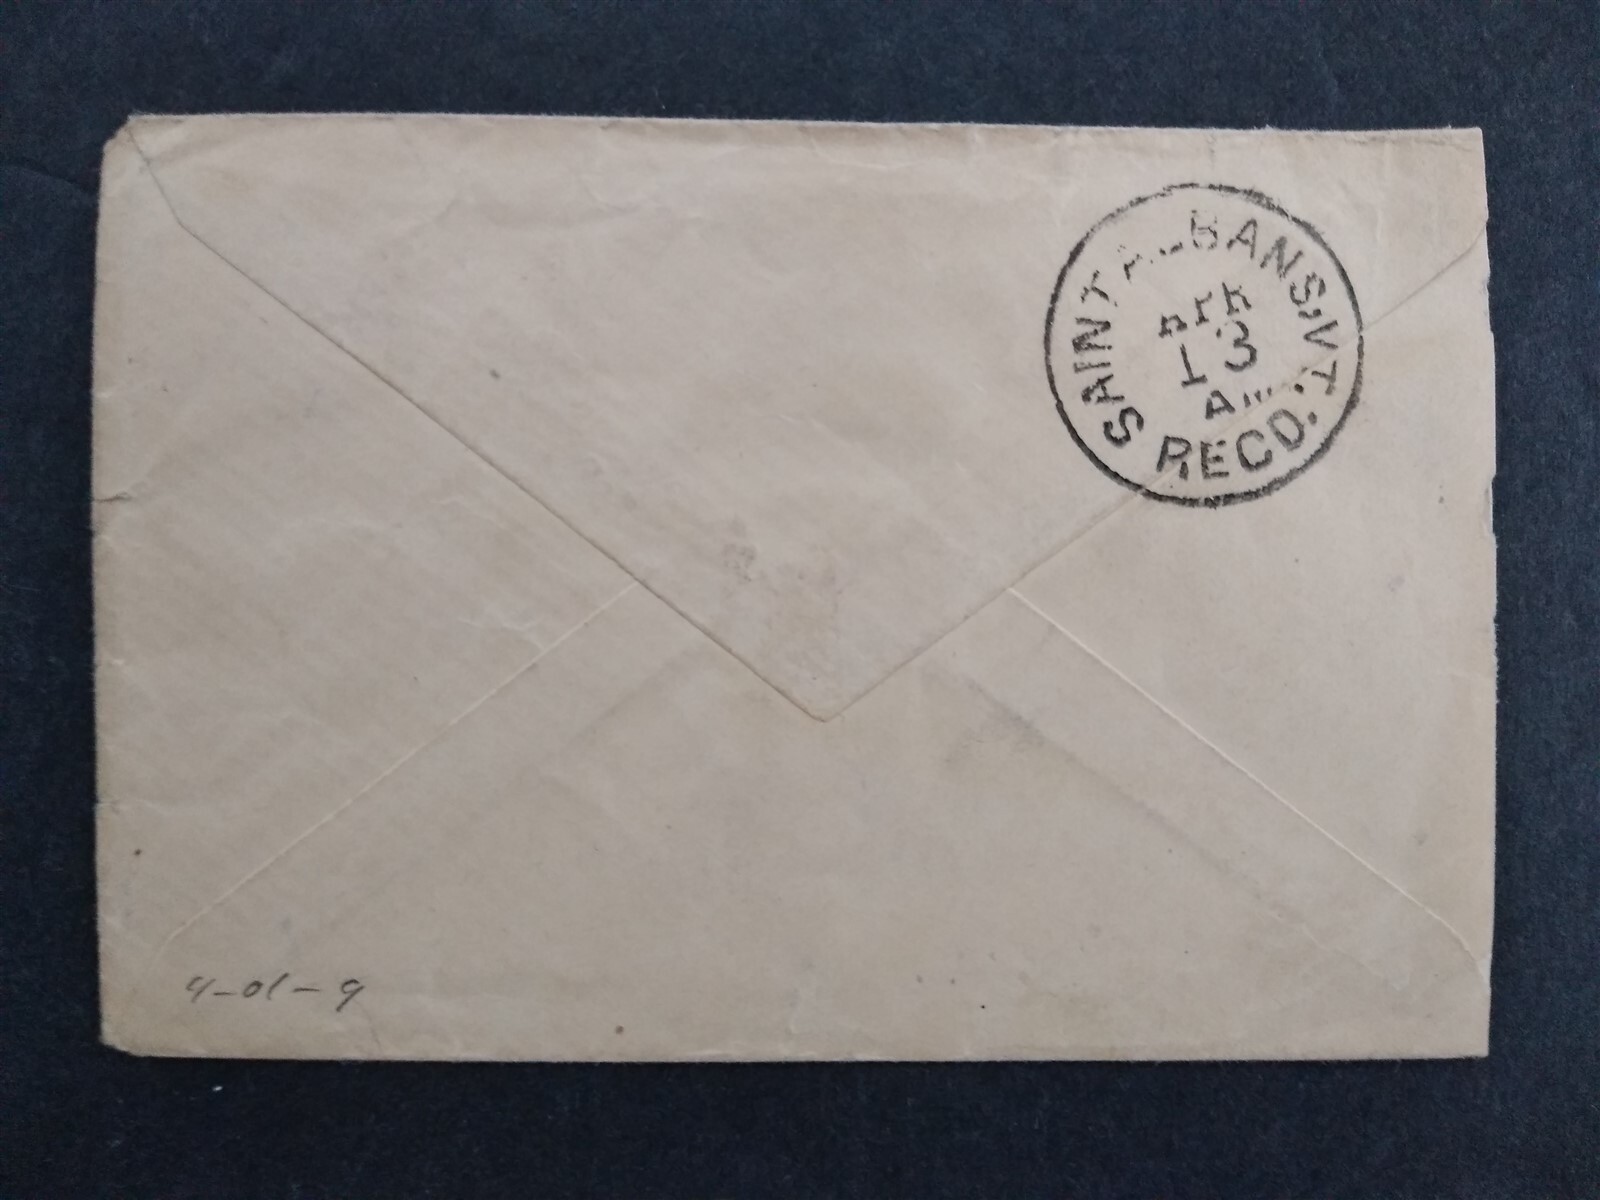 SAINT ALBANS, VT.
APR
13
AM
RECD.
4-01-9